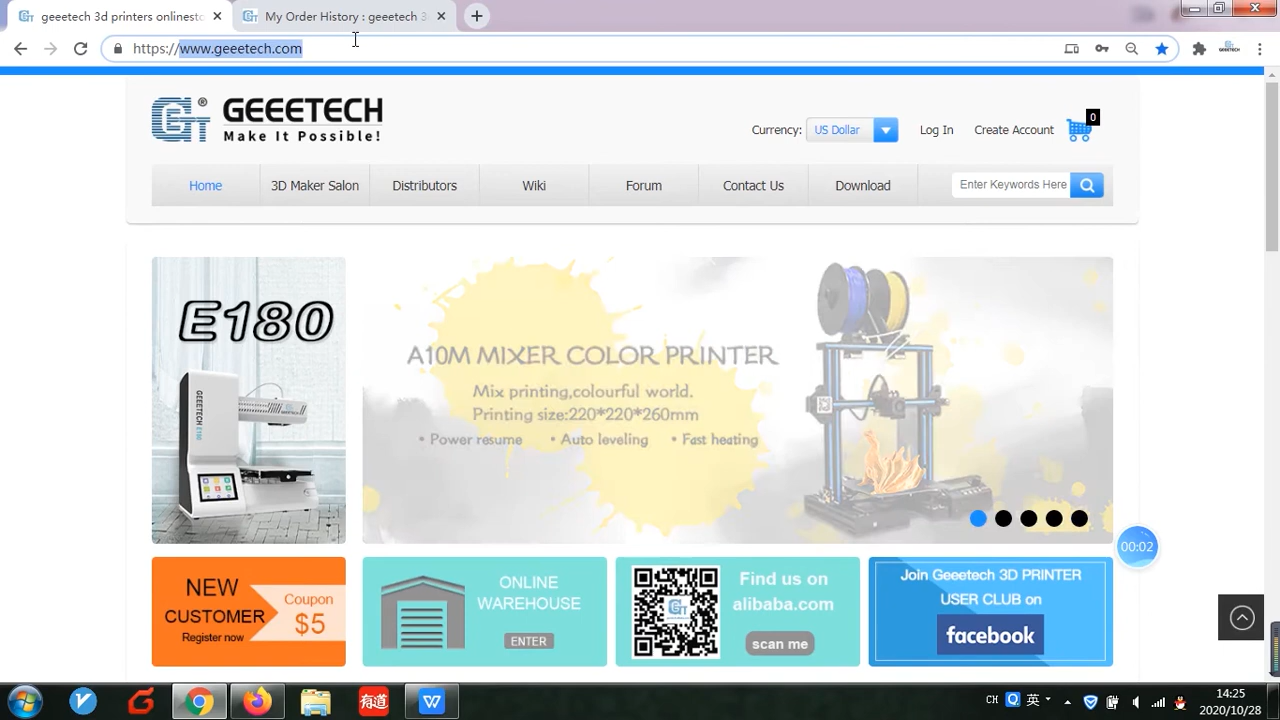 geeetech 3d printers onlinesto
My Order History : geeetech 3
https://www.geeetech.com
GEEETECH
®
GEEETECH
Make It Possible!
Currency: US Dollar Log In Create Account 0
Home 3D Maker Salon Distributors Wiki Forum Contact Us Download Enter Keywords Here
E180
GEEETECH E180
A10M MIXER COLOR PRINTER
Mix printing,colourful world.
Printing size:220*220*260mm
• Power resume • Auto leveling • Fast heating
00:02
NEW
CUSTOMER
Register now
Coupon
$5
ONLINE
WAREHOUSE
ENTER
Find us on
alibaba.com
scan me
Join Geeetech 3D PRINTER
USER CLUB on
facebook
有道
CH
英
14:25
2020/10/28